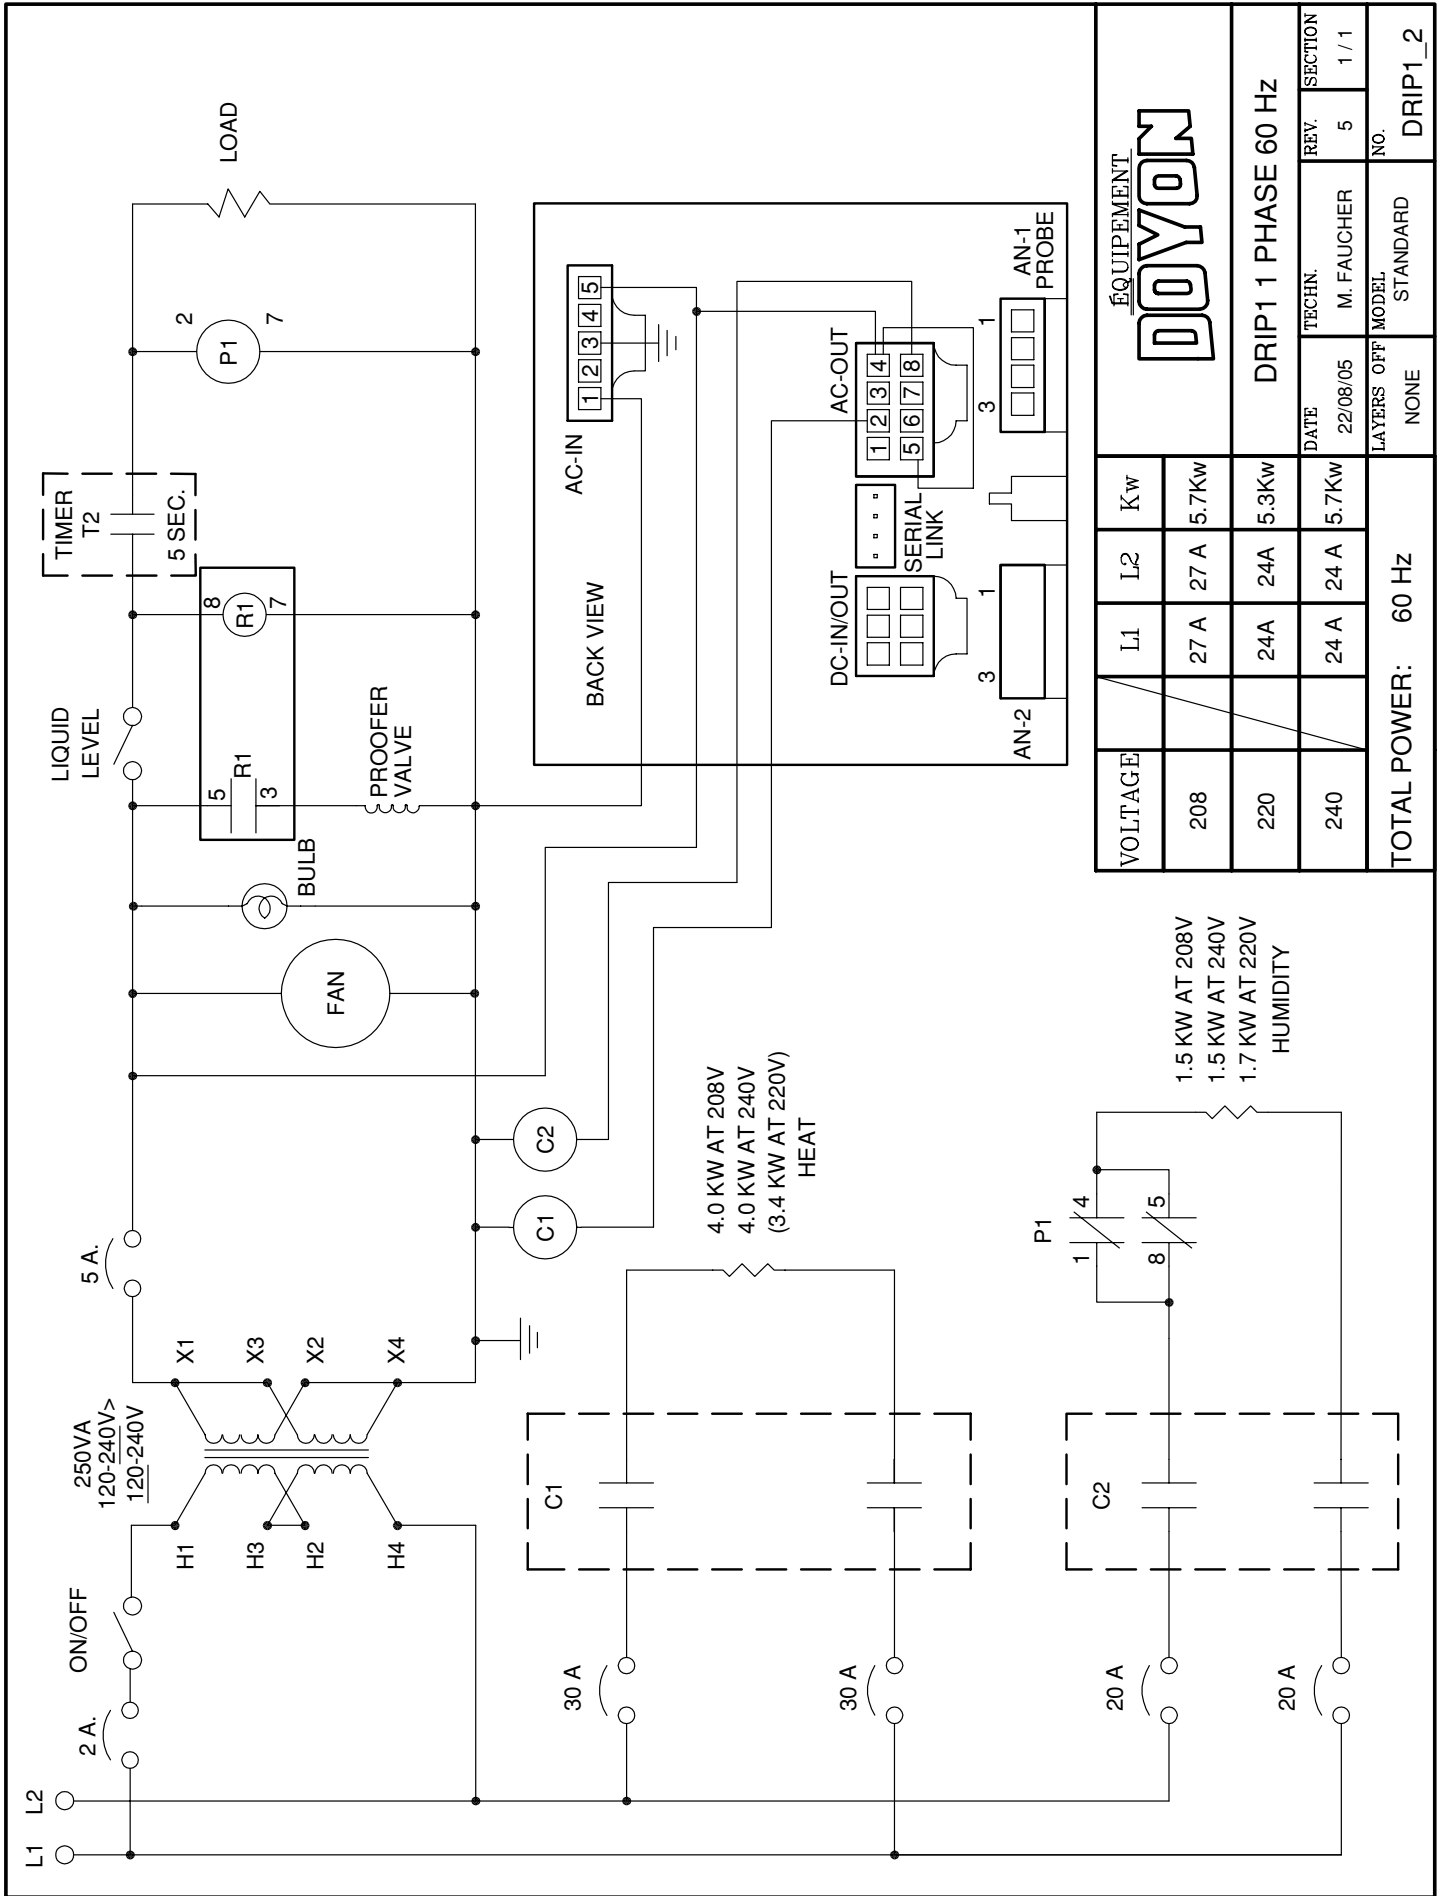 L1
L2
2 A.
ON/OFF
250VA
120-240V>
120-240V
H1
H3
H2
H4
X1
X3
X2
X4
5 A.
FAN
BULB
LIQUID
LEVEL
5
R1
3
PROOFER
VALVE
8
R1
7
TIMER
T2
5 SEC.
2
P1
7
LOAD
C1
C2
30 A
30 A
C1
4.0 KW AT 208V
4.0 KW AT 240V
(3.4 KW AT 220V)
HEAT
20 A
20 A
C2
P1
1
4
8
5
1.5 KW AT 208V
1.5 KW AT 240V
1.7 KW AT 220V
HUMIDITY
BACK VIEW
AC-IN
1 2 3 4 5
DC-IN/OUT
SERIAL
LINK
AC-OUT
1 2 3 4
5 6 7 8
AN-2
3
1
3
1
AN-1
PROBE
VOLTAGE L1 L2 Kw
208 27 A 27 A 5.7Kw
220 24A 24A 5.3Kw
240 24 A 24 A 5.7Kw
TOTAL POWER: 60 Hz
ÉQUIPEMENT
DOYON
DRIP1 1 PHASE 60 Hz
DATE
22/08/05
TECHN.
M. FAUCHER
REV.
5
SECTION
1 / 1
LAYERS OFF
NONE
MODEL
STANDARD
NO.
DRIP1_2